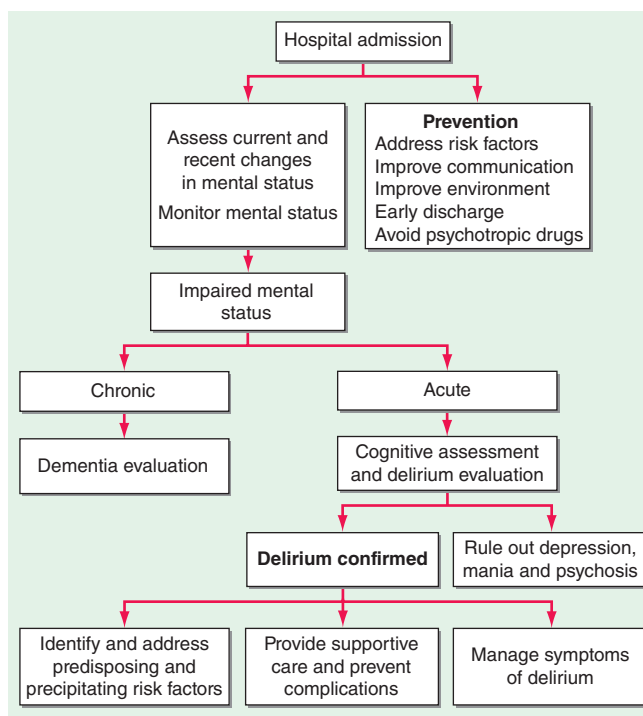 Hospital admission
Assess current and
recent changes
in mental status
Monitor mental status
Prevention
Address risk factors
Improve communication
Improve environment
Early discharge
Avoid psychotropic drugs
Impaired mental
status
Chronic
Acute
Dementia evaluation
Cognitive assessment
and delirium evaluation
Delirium confirmed
Rule out depression,
mania and psychosis
Identify and address
predisposing and
precipitating risk factors
Provide supportive
care and prevent
complications
Manage symptoms
of delirium